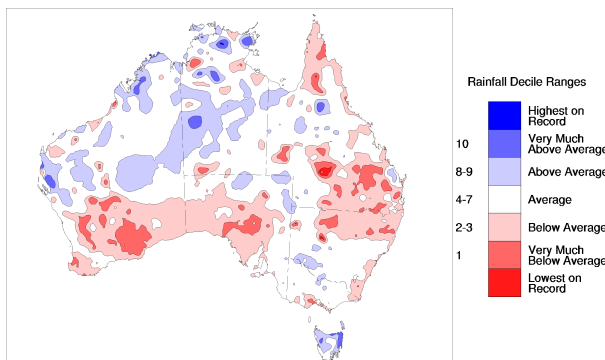 Rainfall Decile Ranges
Highest on
Record
10
Very Much
Above Average
8-9
Above Average
4-7
Average
2-3
Below Average
1
Very Much
Below Average
Lowest on
Record